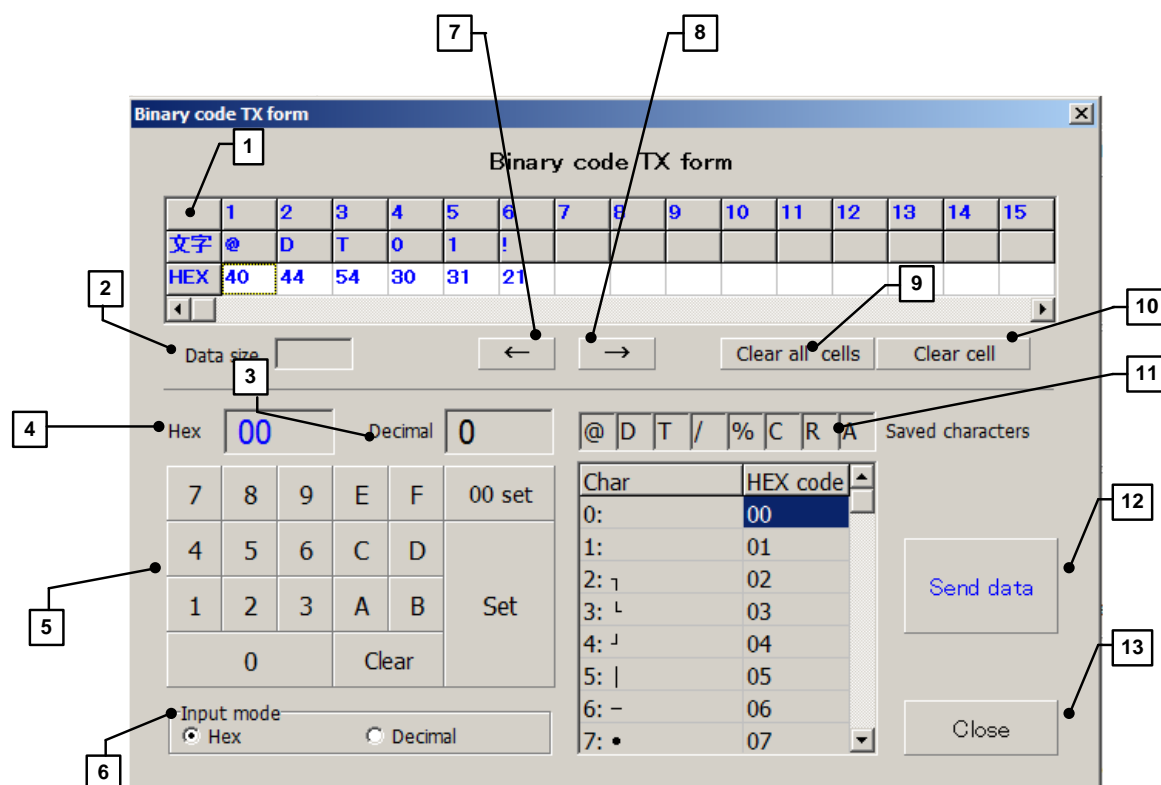 7 8
Binary code TX form
1
Binary code TX form
1 2 3 4 5 6 7 8 9 10 11 12 13 14 15
文字 @ D T 0 1 !
HEX 40 44 54 30 31 21
9
2
10
Data size ← → Clear all cells Clear cell
3
11
4
Hex 00 Decimal 0 @ D T / % C R A Saved characters
7 8 9 E F 00 set
4 5 6 C D
1 2 3 A B Set
0 Clear
5
Input mode
Hex Decimal
6
Char HEX code
0: 00
1: 01
2: ┐ 02
3: └ 03
4: ┘ 04
5: │ 05
6: − 06
7: • 07
12
Send data
13
Close